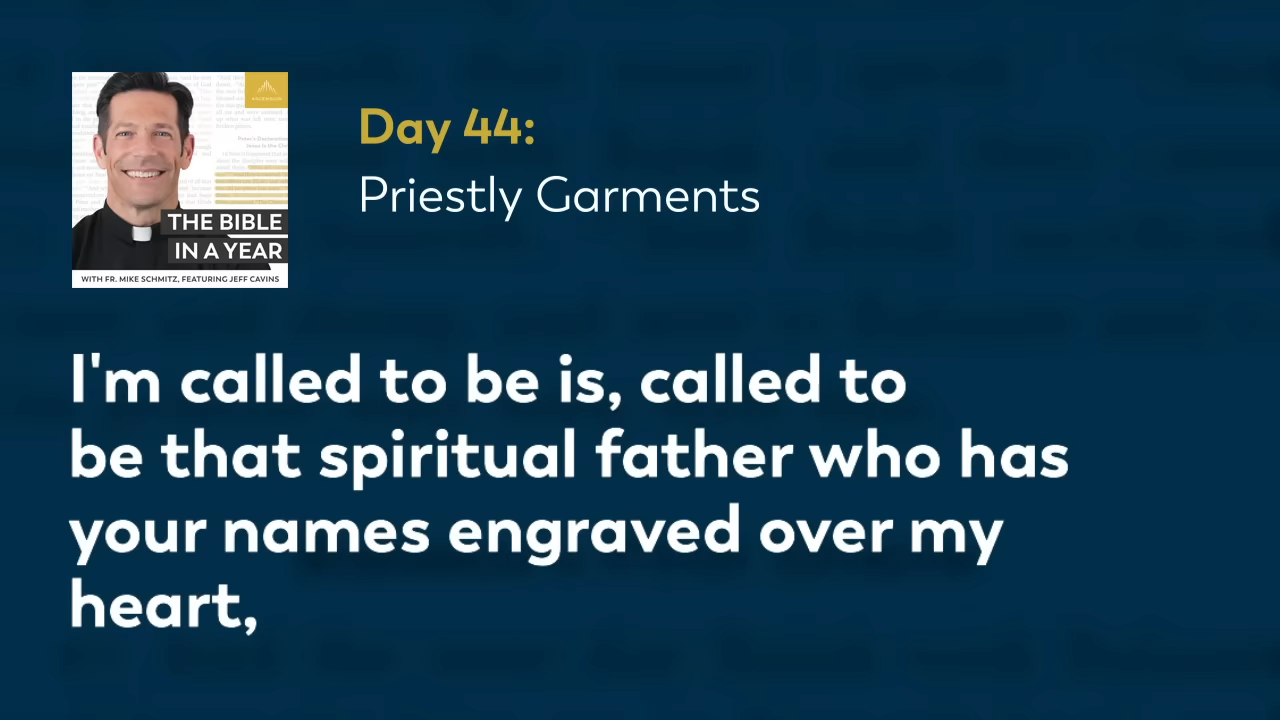 THE BIBLE
IN A YEAR
WITH FR. MIKE SCHMITZ, FEATURING JEFF CAVINS
Day 44:
Priestly Garments
I'm called to be is, called to
be that spiritual father who has
your names engraved over my
heart,